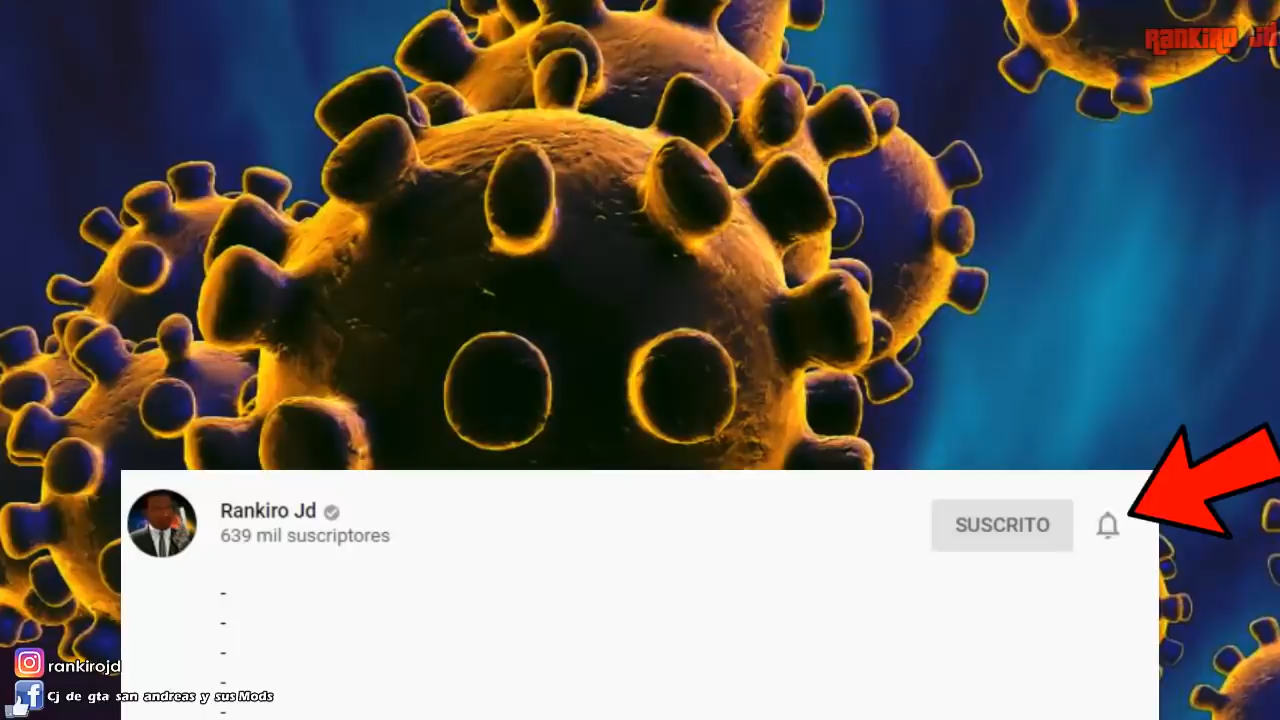 Rankiro Jd
Rankiro Jd
639 mil suscriptores
SUSCRITO
-
-
-
-
-
rankirojd
Cj de gta san andreas y sus Mods